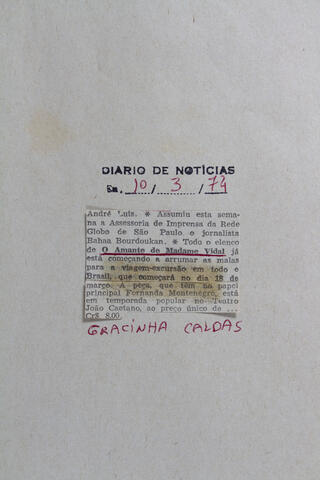 DIARIO DE NOTÍCIAS
Em, 10 / 3 / 74
André Luis. * Assumiu esta sema-
na a Assessoria de Imprensa da Rede
Globo de São Paulo o jornalista
Bahaa Bourdoukan. * Todo o elenco
de O Amante de Madame Vidal já
está começando a arrumar as malas
para a viagem-excursão em todo e
Brasil, que começará no dia 18 de
março. A peça, que tem na papel
principal Fernanda Montenegro, está
em temporada popular no Teatro
João Caetano, ao preço único de ...
Cr$ 8,00.
GRACINHA CALDAS